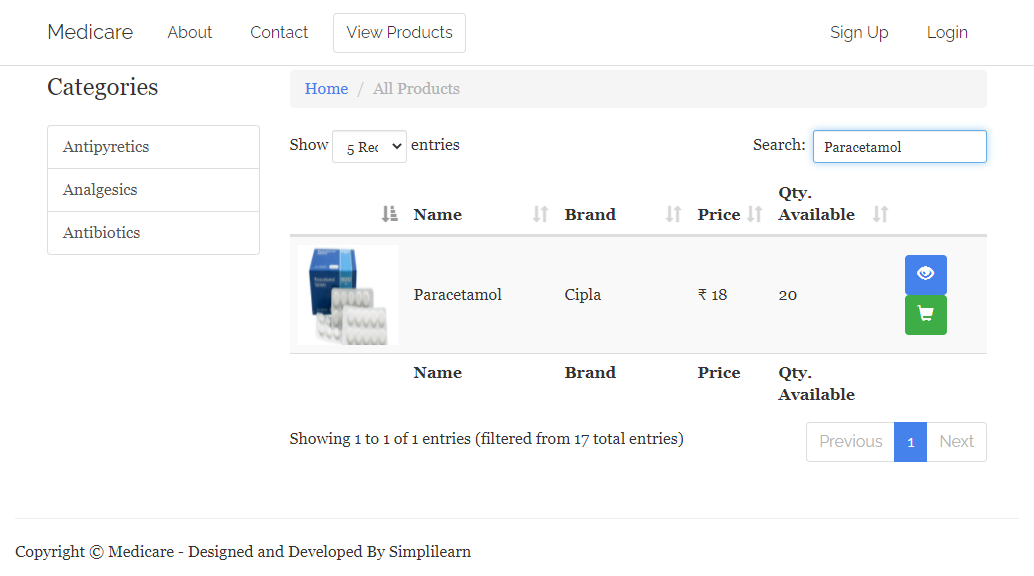 Medicare About Contact View Products Sign Up Login
Categories
Home / All Products
Antipyretics
Analgesics
Antibiotics
Show 5 Rec entries Search: Paracetamol
Name Brand Price Qty. Available
Paracetamol Cipla ₹ 18 20
Name Brand Price Qty. Available
Showing 1 to 1 of 1 entries (filtered from 17 total entries)
Previous 1 Next
Copyright © Medicare - Designed and Developed By Simplilearn